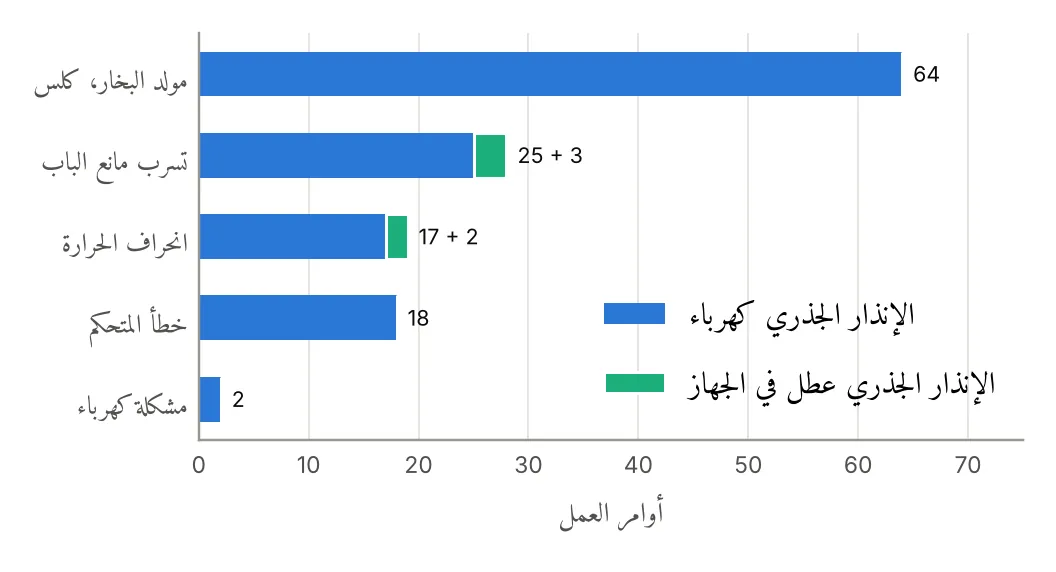 مولد البخار، كلس
64
تسرب مانع الباب
25 + 3
انحراف الحرارة
17 + 2
خطأ المتحكم
18
مشكلة كهرباء
2
الإنذار الجذري كهرباء
الإنذار الجذري عطل في الجهاز
0 10 20 30 40 50 60 70
أوامر العمل